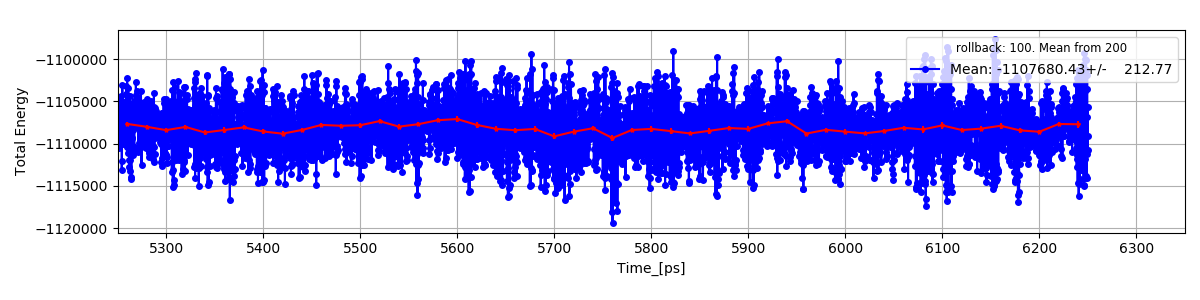 rollback: 100. Mean from 200
Mean: -1107680.43+/-    212.77
Total Energy
−1100000
−1105000
−1110000
−1115000
−1120000
5300 5400 5500 5600 5700 5800 5900 6000 6100 6200 6300
Time_[ps]